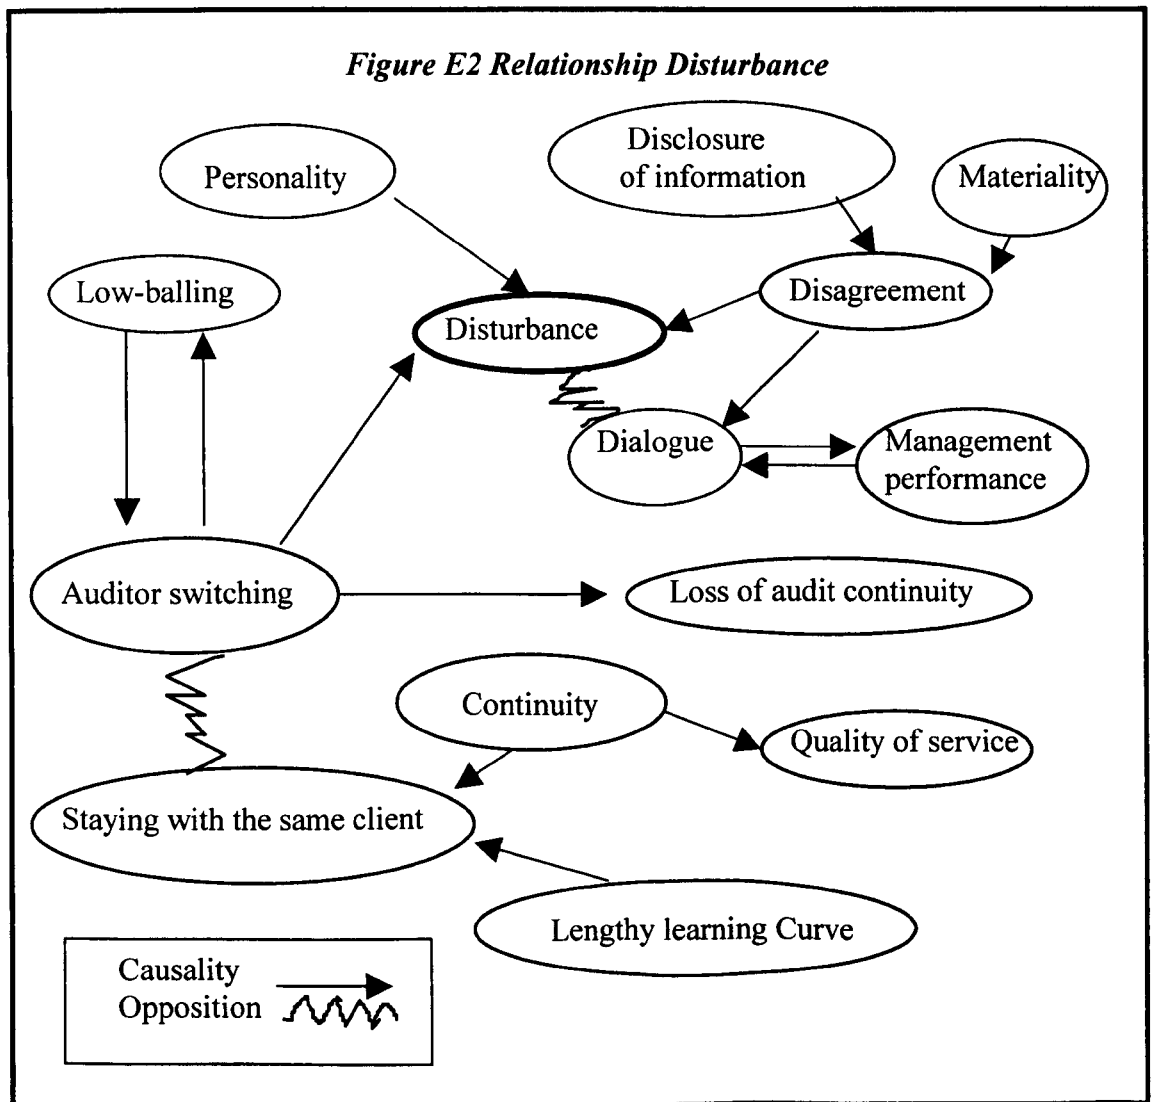 Figure E2 Relationship Disturbance
Personality
Disclosure
of information
Materiality
Low-balling
Disturbance
Disagreement
Dialogue
Management
performance
Auditor switching
Loss of audit continuity
Continuity
Quality of service
Staying with the same client
Lengthy learning Curve
Causality
Opposition